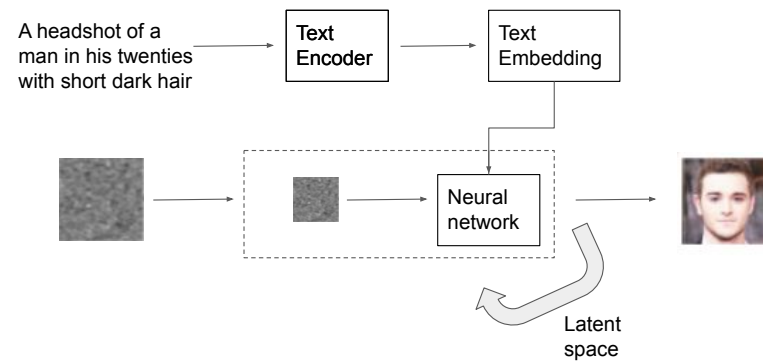 A headshot of a
man in his twenties
with short dark hair
Text
Encoder
Text
Embedding
Neural
network
Latent
space